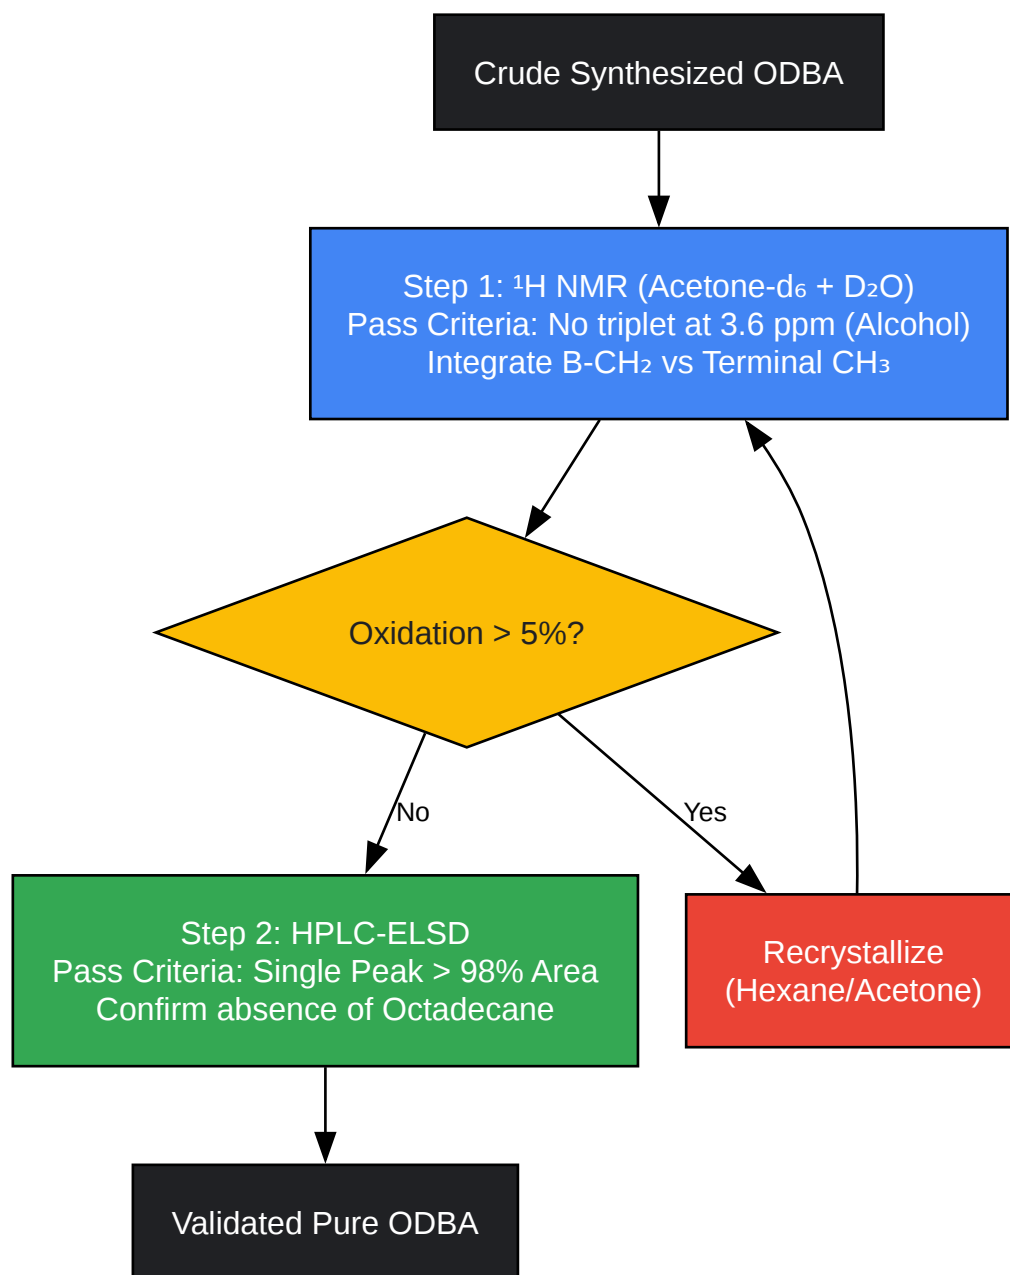 Crude Synthesized ODBA
Step 1: ¹H NMR (Acetone-d₆ + D₂O)
Pass Criteria: No triplet at 3.6 ppm (Alcohol)
Integrate B-CH₂ vs Terminal CH₃
Oxidation > 5%?
No
Yes
Step 2: HPLC-ELSD
Pass Criteria: Single Peak > 98% Area
Confirm absence of Octadecane
Recrystallize
(Hexane/Acetone)
Validated Pure ODBA